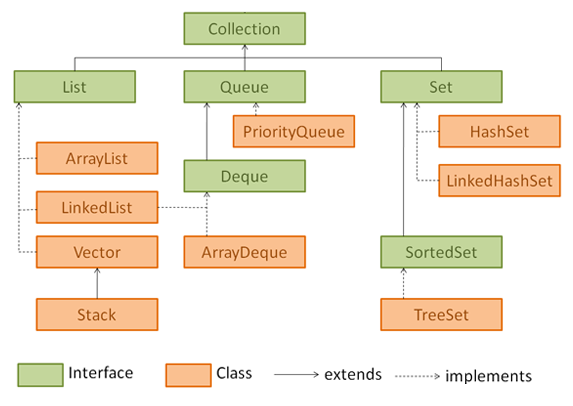 Collection
List
Queue
Set
PriorityQueue
HashSet
ArrayList
Deque
LinkedHashSet
LinkedList
Vector
ArrayDeque
SortedSet
Stack
TreeSet
Interface
Class
extends
implements